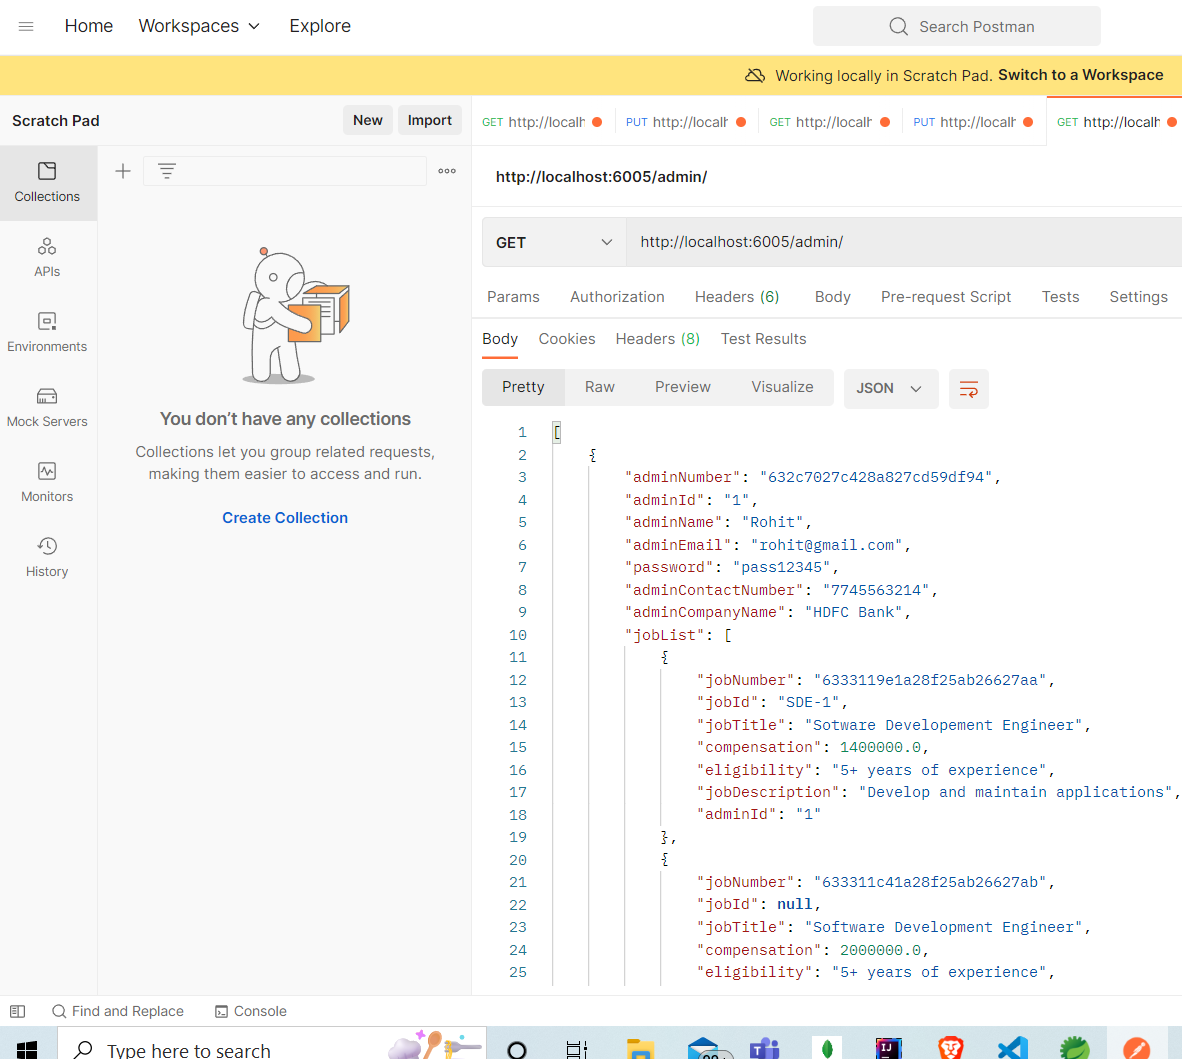 Home Workspaces Explore Search Postman
Working locally in Scratch Pad. Switch to a Workspace
Scratch Pad New Import
GET http://localh PUT http://localh GET http://localh PUT http://localh GET http://localh
Collections
APIs
Environments
Mock Servers
Monitors
History
You don't have any collections
Collections let you group related requests,
making them easier to access and run.
Create Collection
http://localhost:6005/admin/
GET http://localhost:6005/admin/
Params Authorization Headers (6) Body Pre-request Script Tests Settings
Body Cookies Headers (8) Test Results
Pretty Raw Preview Visualize JSON
1 [
2 {
3 "adminNumber": "632c7027c428a827cd59df94",
4 "adminId": "1",
5 "adminName": "Rohit",
6 "adminEmail": "rohit@gmail.com",
7 "password": "pass12345",
8 "adminContactNumber": "7745563214",
9 "adminCompanyName": "HDFC Bank",
10 "jobList": [
11 {
12 "jobNumber": "6333119e1a28f25ab26627aa",
13 "jobId": "SDE-1",
14 "jobTitle": "Sotware Developement Engineer",
15 "compensation": 1400000.0,
16 "eligibility": "5+ years of experience",
17 "jobDescription": "Develop and maintain applications",
18 "adminId": "1"
19 },
20 {
21 "jobNumber": "633311c41a28f25ab26627ab",
22 "jobId": null,
23 "jobTitle": "Software Development Engineer",
24 "compensation": 2000000.0,
25 "eligibility": "5+ years of experience",
Find and Replace Console
Type here to search